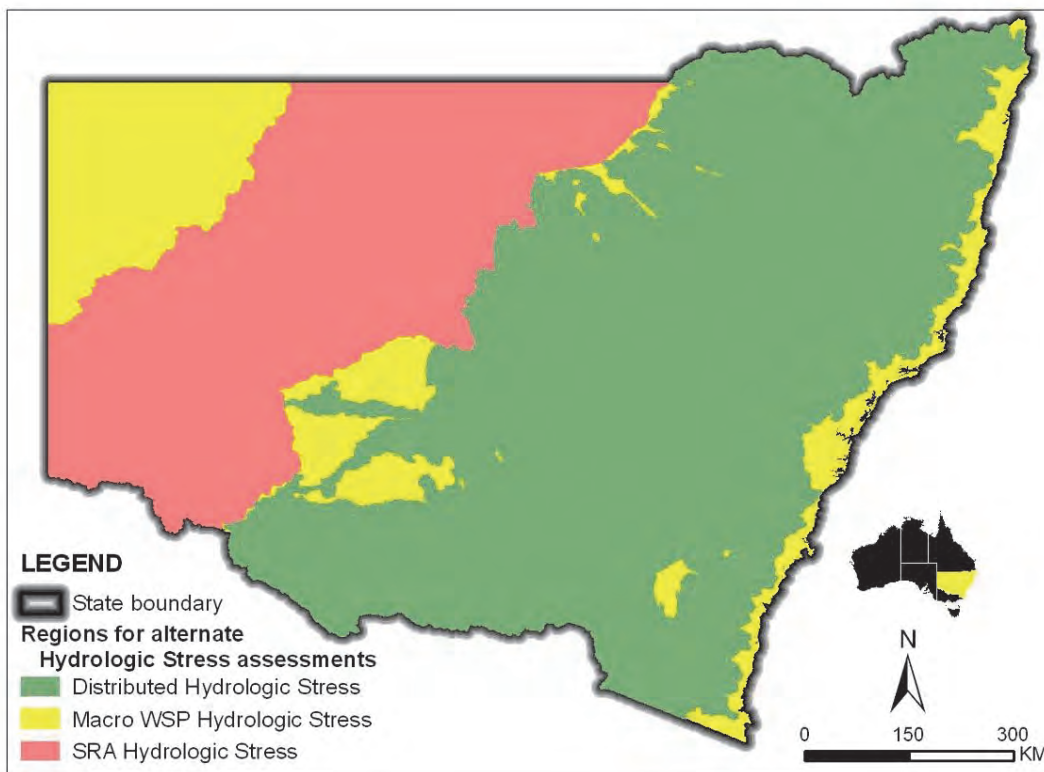 LEGEND
State boundary
Regions for alternate
Hydrologic Stress assessments
Distributed Hydrologic Stress
Macro WSP Hydrologic Stress
SRA Hydrologic Stress
N
0 150 300
KM